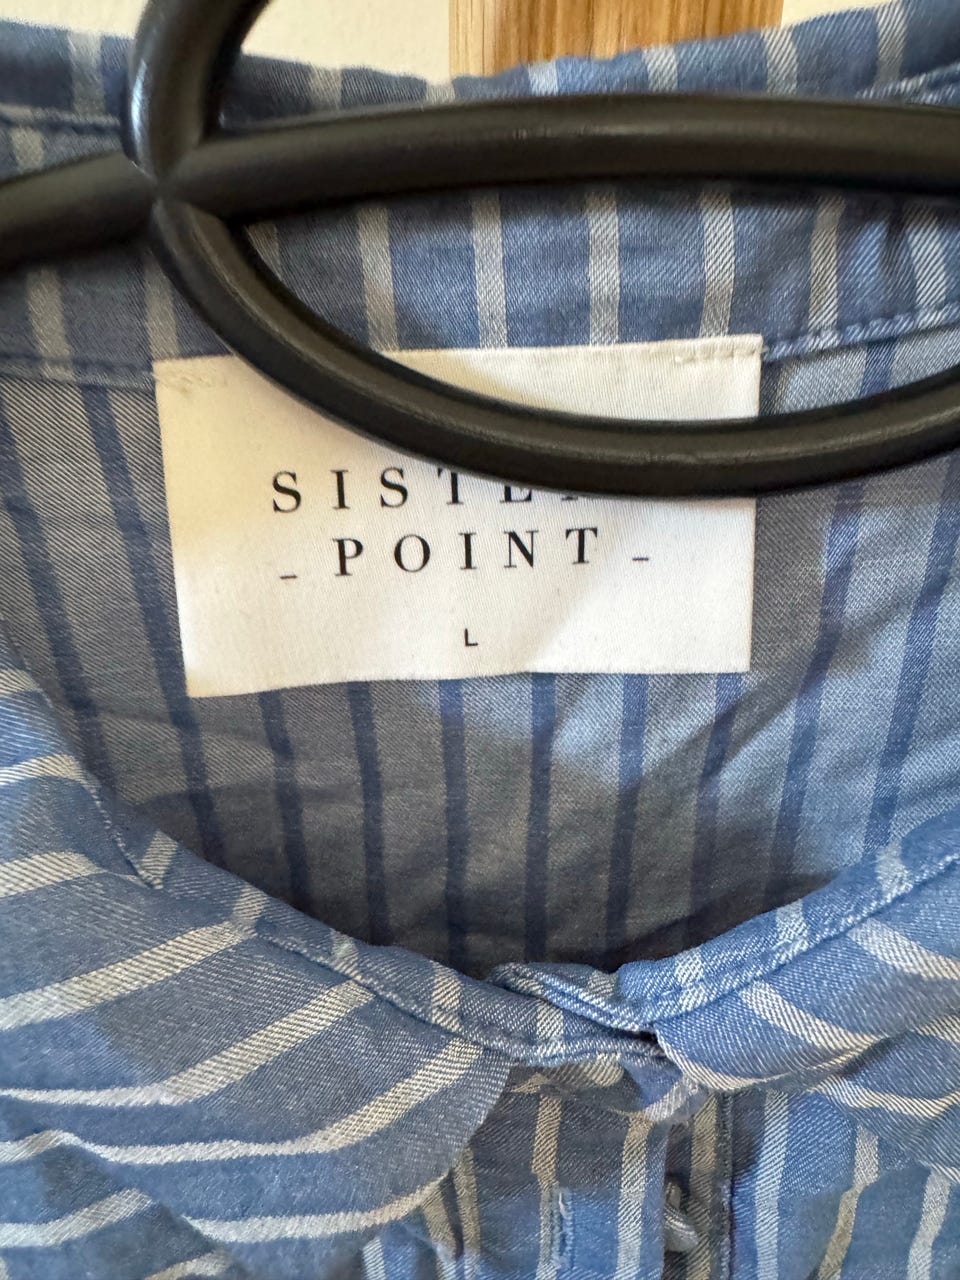 SISTE
- POINT -
L